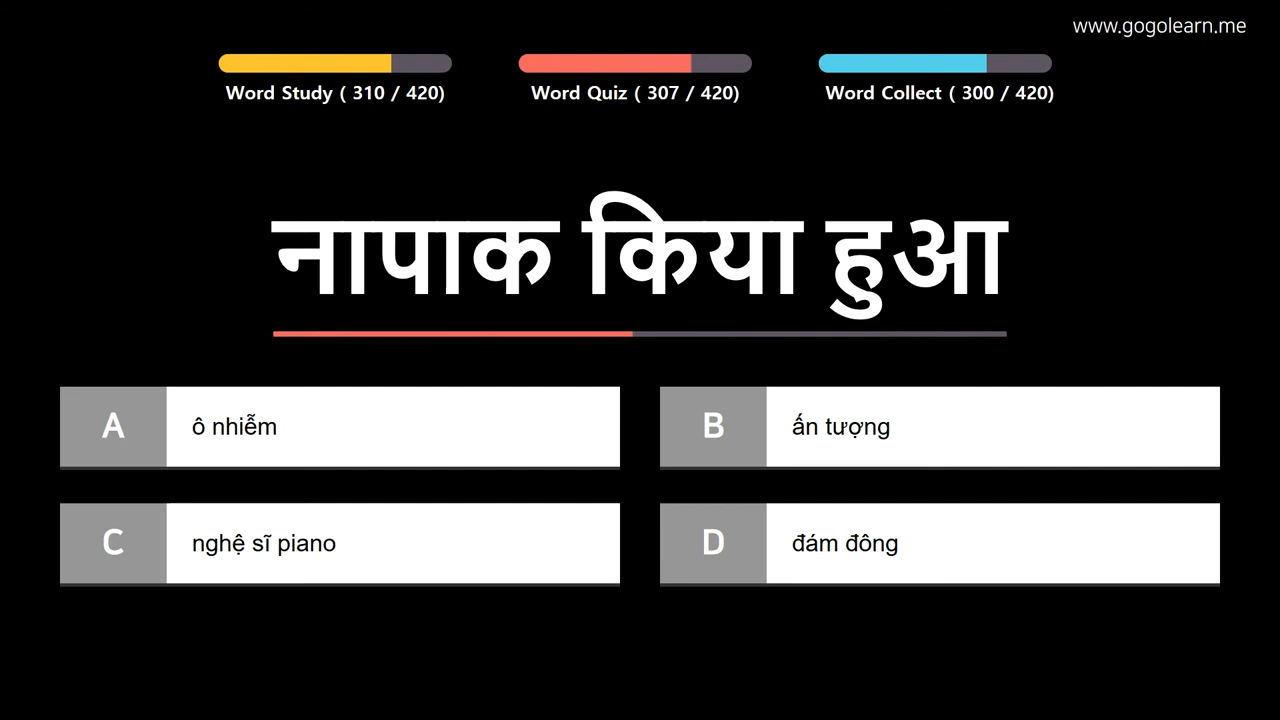 www.gogolearn.me
Word Study ( 310 / 420)
Word Quiz ( 307 / 420)
Word Collect ( 300 / 420)
नापाक किया हुआ
A ô nhiễm
B ấn tượng
C nghệ sĩ piano
D đám đông